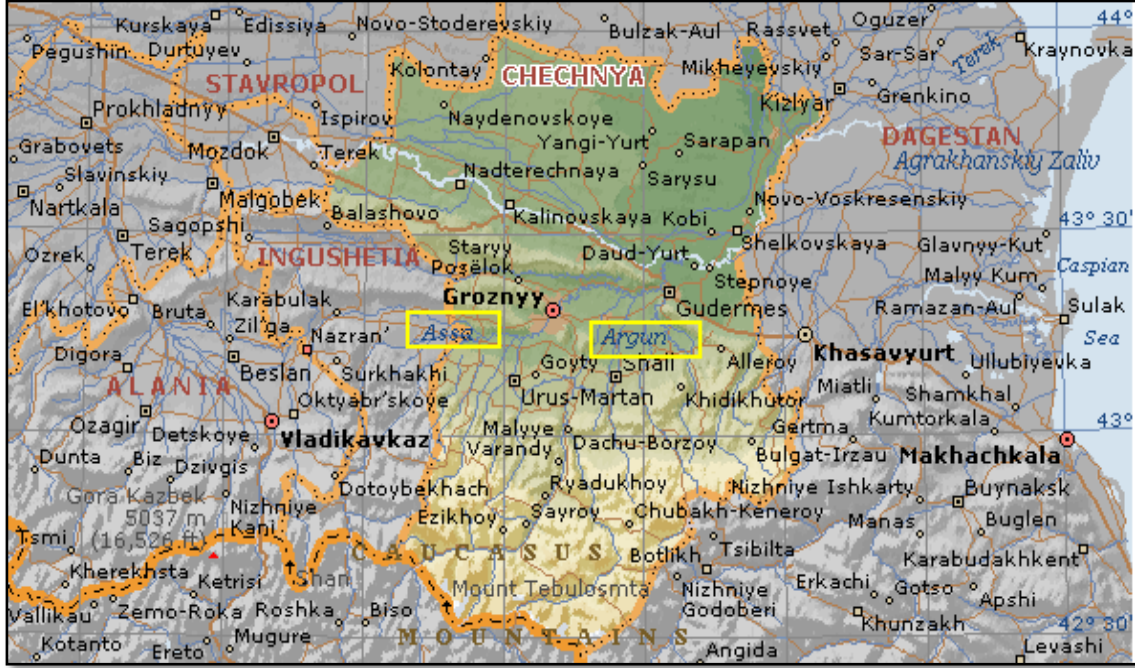 Kurskaya
Edissiya
Novo-Stoderevskiy
Bulzak-Aul
Rassvet
Oguzer
44°
Pegushin
Durtuyev
Kolontay
CHECHNYA
Mikheyevskiy
Sar-Sar
Terek
Kraynovka
STAVROPOL
Prokhladnyy
Ispirov
Naydenovskoye
Kizlyar
Grenkino
Grabovets
Mozdok
Terek
Yangi-Yurt
Sarapan
DAGESTAN
Agrakhanskiy Zaliv
Slavinskiy
Nadterechnaya
Sarysu
Nartkala
Malgobek
Balashovo
Kalinovskaya
Kobi
Novo-Voskresenskiy
Sagopshi
43° 30'
Ozrek
Terek
INGUSHETIA
Staryy
Posëlok
Daud-Yurt
Shelkovskaya
Glavnyy-Kut
Stepnoye
Malyy Kum
Caspian
Sea
El'khotovo
Bruta
Karabulak
Groznyy
Gudermes
Ramazan-Aul
Sulak
Zil'ga
Nazran'
Assa
Argun
Digora
Beslan
Surkhakhi
Goyty
Shali
Alleroy
Khasavyurt
Ullubiyevka
ALANIA
Oktyabr'skoye
Urus-Martan
Khidikhutor
Miatli
Shamkhal
Kumtorkala
Ozagir
Detskoye
Vladikavkaz
Malyye
Varandy
Dachu-Borzoy
Gertma
43°
Makhachkala
Dunta
Biz
Dzivgis
Bulgat-Irzau
Gora Kazbek
5037 m
(16,526 ft)
Nizhniye
Kani
Dotoybekhach
Ryadukhoy
Nizhniye Ishkarty
Buynaksk
Tsmi
Ezikhoy
Sayroy
Chubakh-Keneroy
Manas
Buglen
CAUCASUS
MOUNTAINS
Botlikh
Tsibilta
Karabudakhkent
Kherekhsta
Ketrisi
Shan
Mount Tebulosmta
Nizhniye
Godoberi
Erkachi
Gotso
Apshi
Vallikau
Zemo-Roka
Roshka
Biso
Khunzakh
42° 30'
Kotanto
Ereto
Mugure
Angida
Levashi